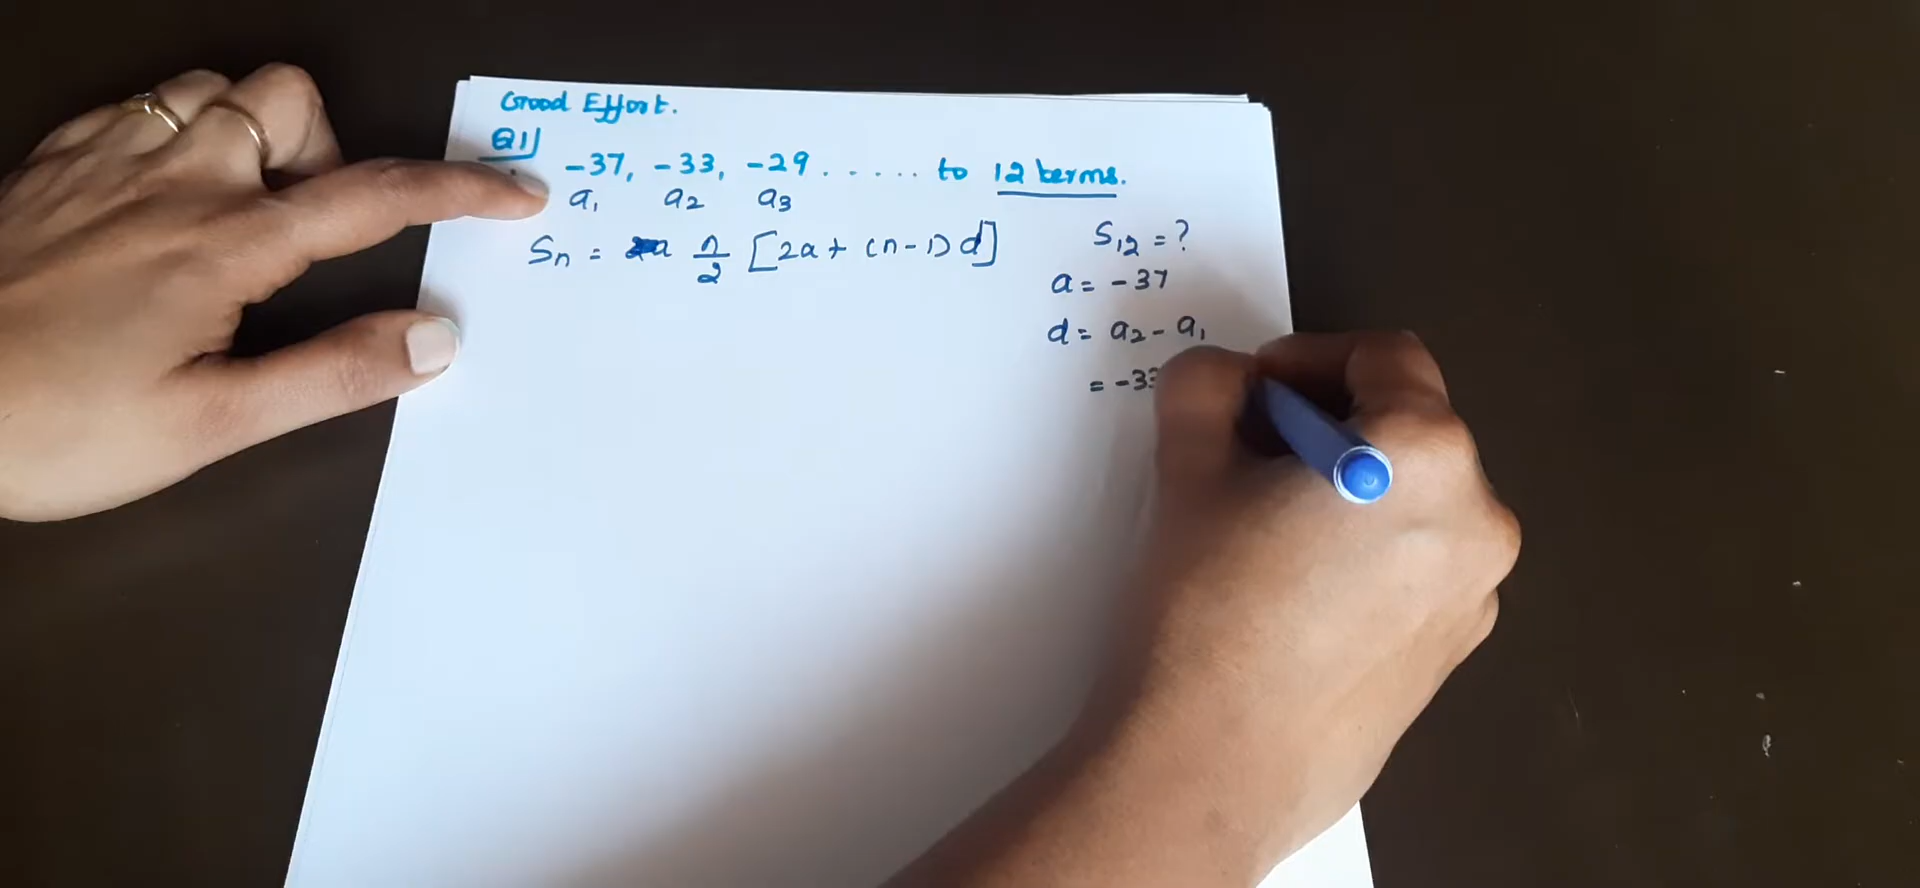 Good Effort.
Q1)
-37, -33, -29 . . . . . to 12 terms.
a₁ a₂ a₃
Sₙ = n/2 [2a + (n-1) d]
S₁₂ = ?
a = -37
d = a₂ - a₁
= -33